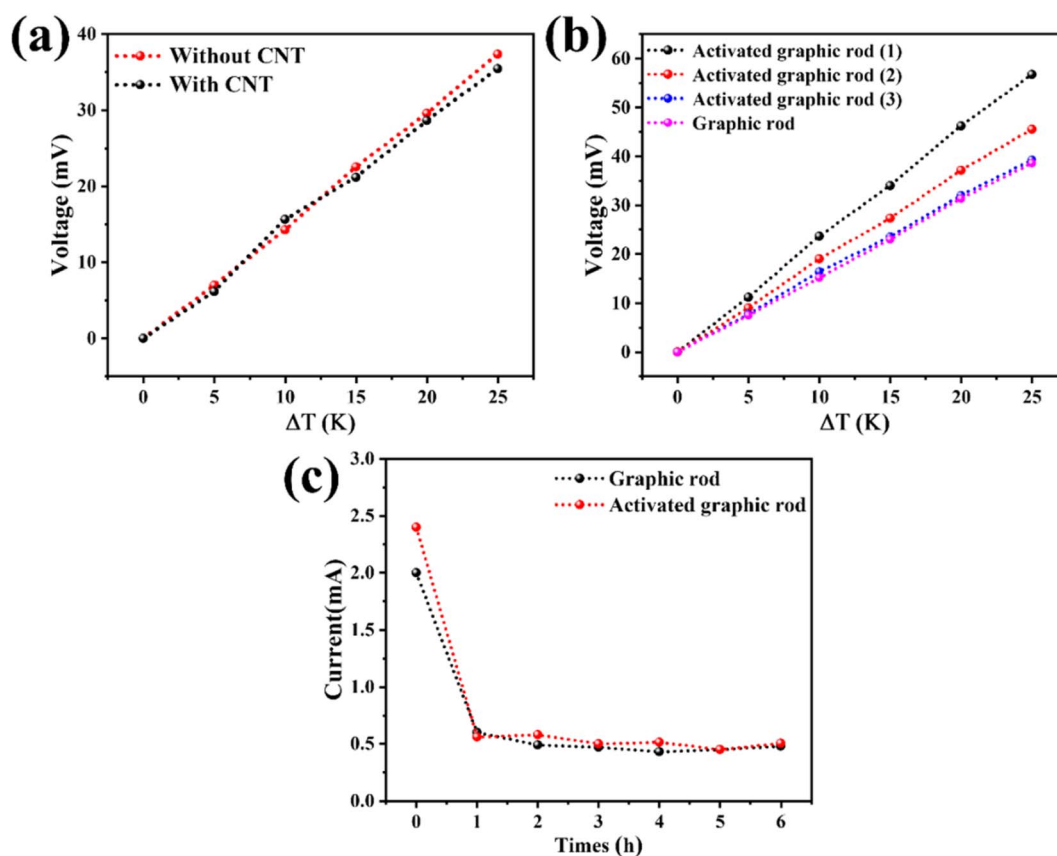 (a)
Without CNT
With CNT
Voltage (mV)
40
30
20
10
0
0 5 10 15 20 25
ΔT (K)
(b)
Activated graphic rod (1)
Activated graphic rod (2)
Activated graphic rod (3)
Graphic rod
Voltage (mV)
60
50
40
30
20
10
0
0 5 10 15 20 25
ΔT (K)
(c)
Graphic rod
Activated graphic rod
Current(mA)
3.0
2.5
2.0
1.5
1.0
0.5
0.0
0 1 2 3 4 5 6
Times (h)